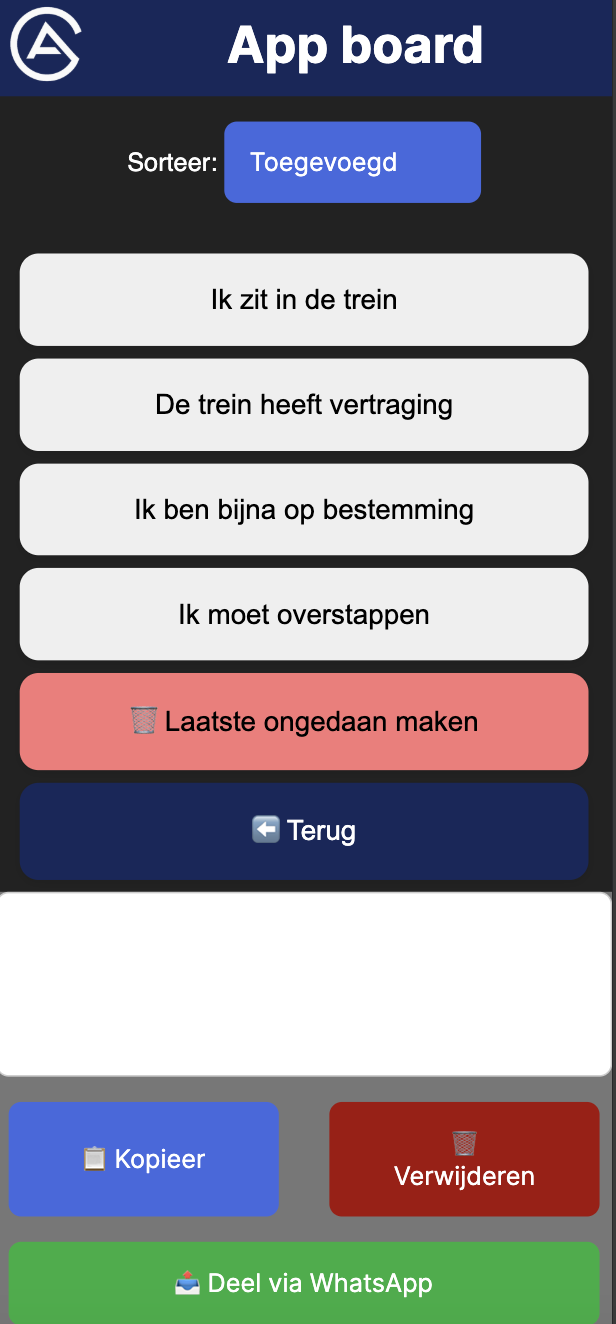 App board
Sorteer: Toegevoegd
Ik zit in de trein
De trein heeft vertraging
Ik ben bijna op bestemming
Ik moet overstappen
🗑️ Laatste ongedaan maken
⬅️ Terug
📋 Kopieer
🗑️
Verwijderen
📤 Deel via WhatsApp